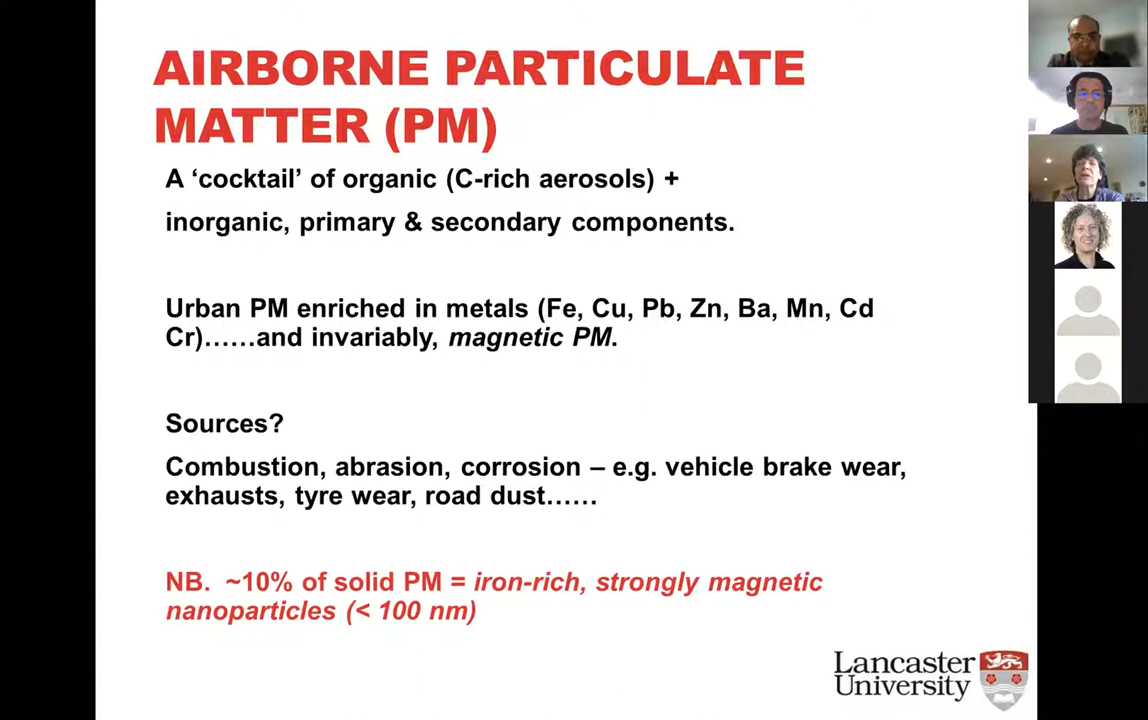 AIRBORNE PARTICULATE
MATTER (PM)
A ‘cocktail’ of organic (C-rich aerosols) +
inorganic, primary & secondary components.
Urban PM enriched in metals (Fe, Cu, Pb, Zn, Ba, Mn, Cd
Cr)……and invariably, magnetic PM.
Sources?
Combustion, abrasion, corrosion – e.g. vehicle brake wear,
exhausts, tyre wear, road dust……
NB.  ~10% of solid PM = iron-rich, strongly magnetic
nanoparticles (< 100 nm)
Lancaster
University